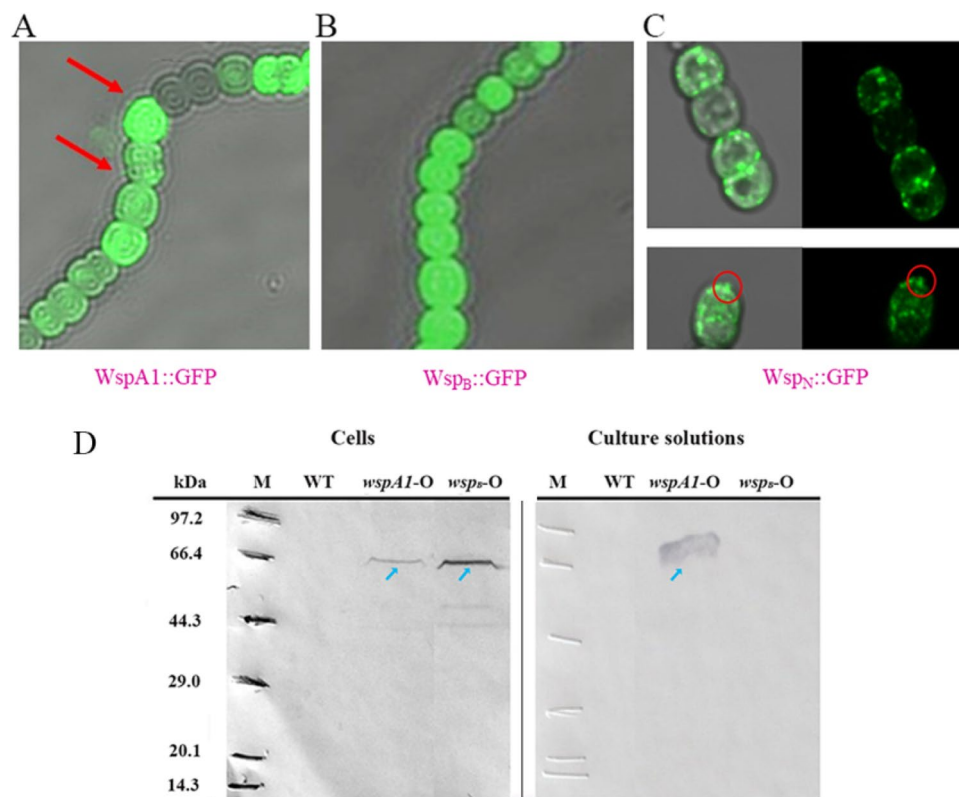 A B C
WspA1::GFP WspB::GFP WspN::GFP
D Cells Culture solutions
kDa M WT wspA1-O wspB-O M WT wspA1-O wspB-O
97.2
66.4
44.3
29.0
20.1
14.3